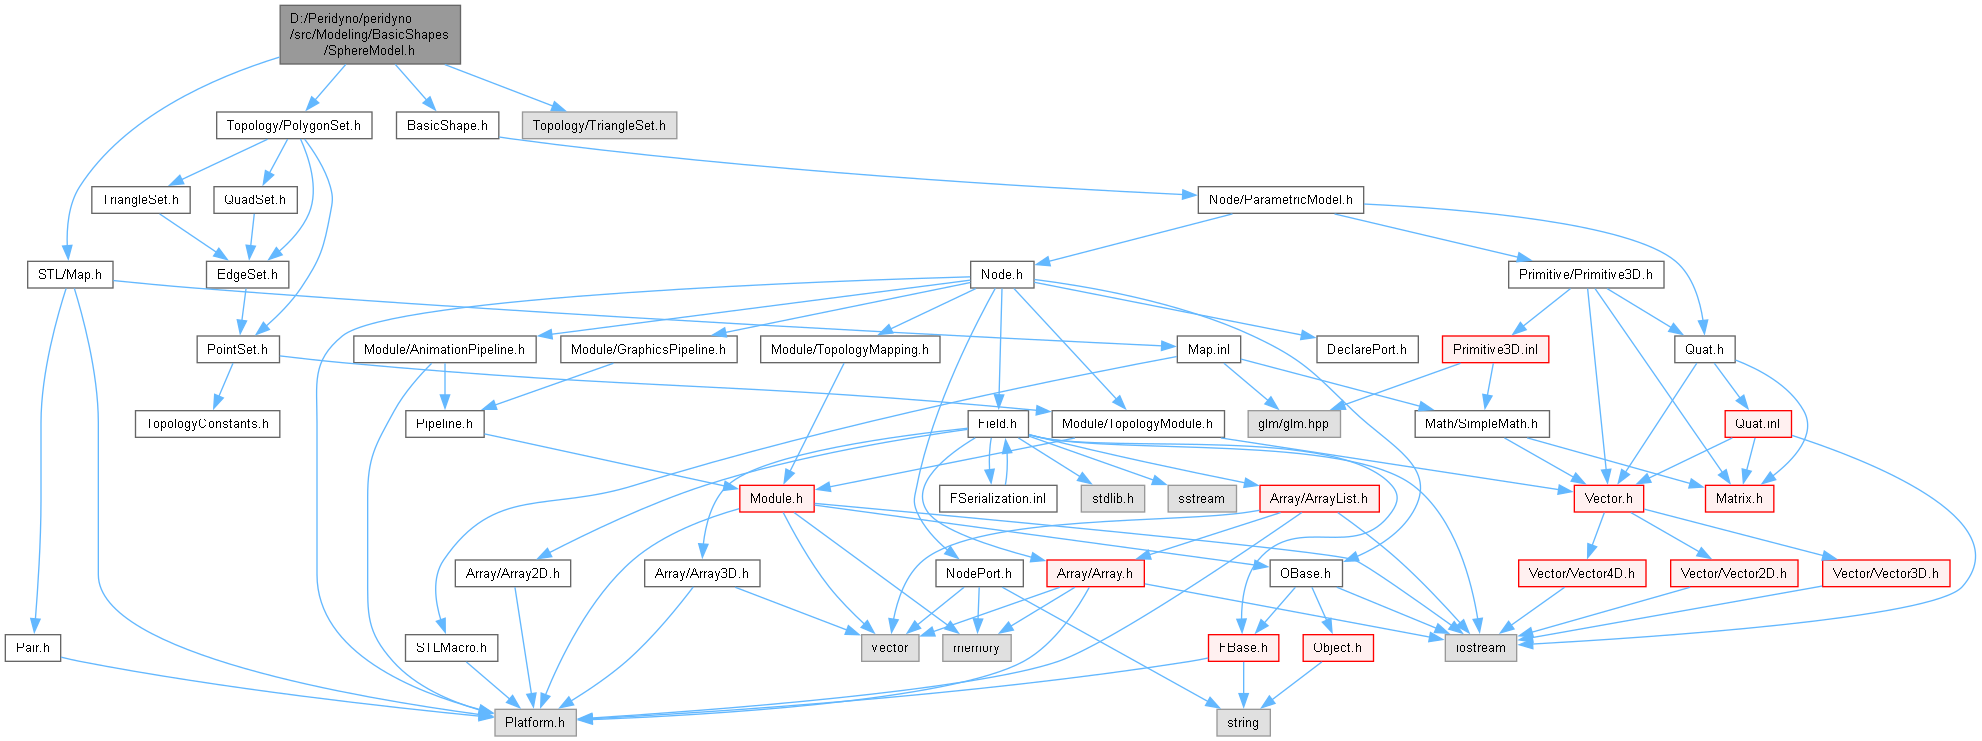 D:/Peridyno/peridyno
/src/Modeling/BasicShapes
/SphereModel.h
Topology/PolygonSet.h
BasicShape.h
Topology/TriangleSet.h
TriangleSet.h
QuadSet.h
Node/ParametricModel.h
STL/Map.h
EdgeSet.h
Node.h
Primitive/Primitive3D.h
PointSet.h
Module/AnimationPipeline.h
Module/GraphicsPipeline.h
Module/TopologyMapping.h
Map.inl
DeclarePort.h
Primitive3D.inl
Quat.h
TopologyConstants.h
Pipeline.h
Field.h
Module/TopologyModule.h
glm/glm.hpp
Math/SimpleMath.h
Quat.inl
Module.h
FSerialization.inl
stdlib.h
sstream
Array/ArrayList.h
Vector.h
Matrix.h
Array/Array2D.h
Array/Array3D.h
NodePort.h
Array/Array.h
OBase.h
Vector/Vector4D.h
Vector/Vector2D.h
Vector/Vector3D.h
Pair.h
STLMacro.h
vector
memory
FBase.h
Object.h
iostream
Platform.h
string